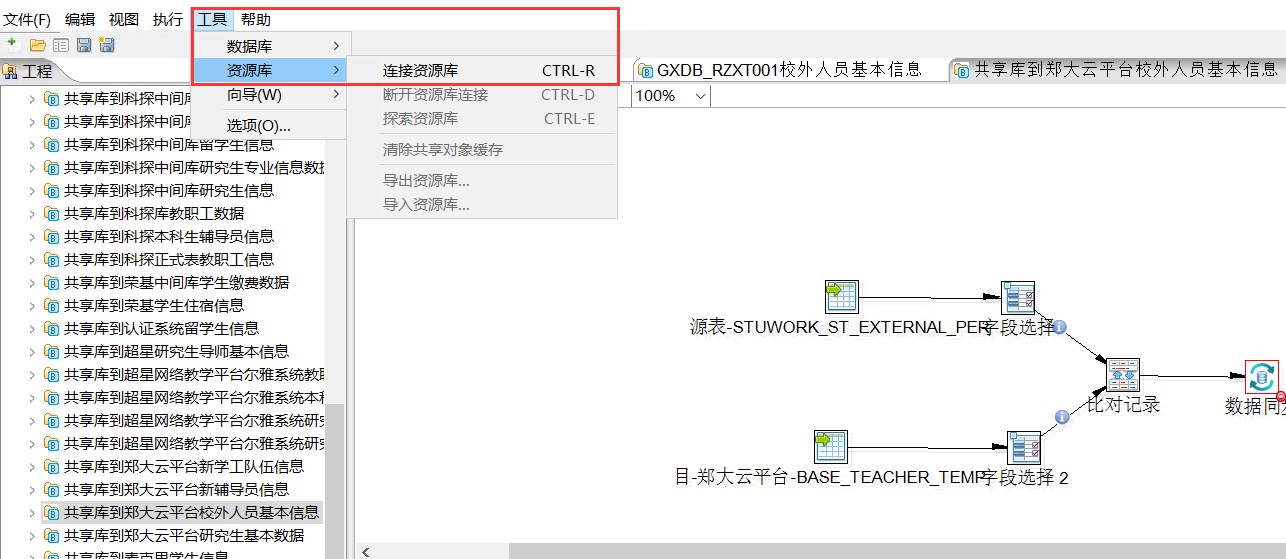 文件(F) 编辑 视图 执行 工具 帮助
数据库
资源库
向导(W)
选项(O)...
连接资源库 CTRL-R
断开资源库连接 CTRL-D
探索资源库 CTRL-E
清除共享对象缓存
导出资源库...
导入资源库...
工程
共享库到科探中间库
共享库到科探中间库
共享库到科探中间库留学生信息
共享库到科探中间库研究生专业信息数据
共享库到科探中间库研究生信息
共享库到科探库教职工数据
共享库到科探本科生辅导员信息
共享库到科探正式表教职工信息
共享库到荣基中间库学生缴费数据
共享库到荣基学生住宿信息
共享库到认证系统留学生信息
共享库到超星研究生导师基本信息
共享库到超星网络教学平台尔雅系统教职
共享库到超星网络教学平台尔雅系统本科
共享库到超星网络教学平台尔雅系统研究
共享库到超星网络教学平台尔雅系统研究
共享库到郑大云平台新学工队伍信息
共享库到郑大云平台新辅导员信息
共享库到郑大云平台校外人员基本信息
共享库到郑大云平台研究生基本数据
GXDB_RZXT001校外人员基本信息
共享库到郑大云平台校外人员基本信息
100%
源表-STUWORK_ST_EXTERNAL_PER
字段选择
比对记录
数据同步
目-郑大云平台-BASE_TEACHER_TEMP
字段选择 2